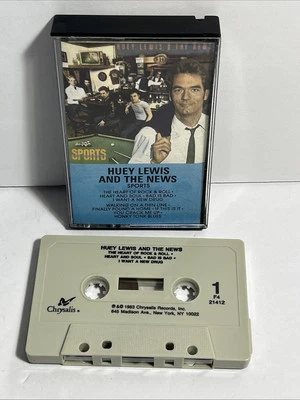 HUEY LEWIS & THE NEWS
SPORTS
HUEY LEWIS
AND THE NEWS
SPORTS
THE HEART OF ROCK & ROLL •
HEART AND SOUL • BAD IS BAD •
I WANT A NEW DRUG
WALKING ON A THIN LINE •
FINALLY FOUND A HOME • IF THIS IS IT •
YOU CRACK ME UP •
HONKY TONK BLUES
HUEY LEWIS AND THE NEWS
THE HEART OF ROCK & ROLL •
HEART AND SOUL • BAD IS BAD •
I WANT A NEW DRUG
Chrysalis ®
1
F4
21412
℗&© 1983 Chrysalis Records, Inc.
645 Madison Ave., New York, NY 10022